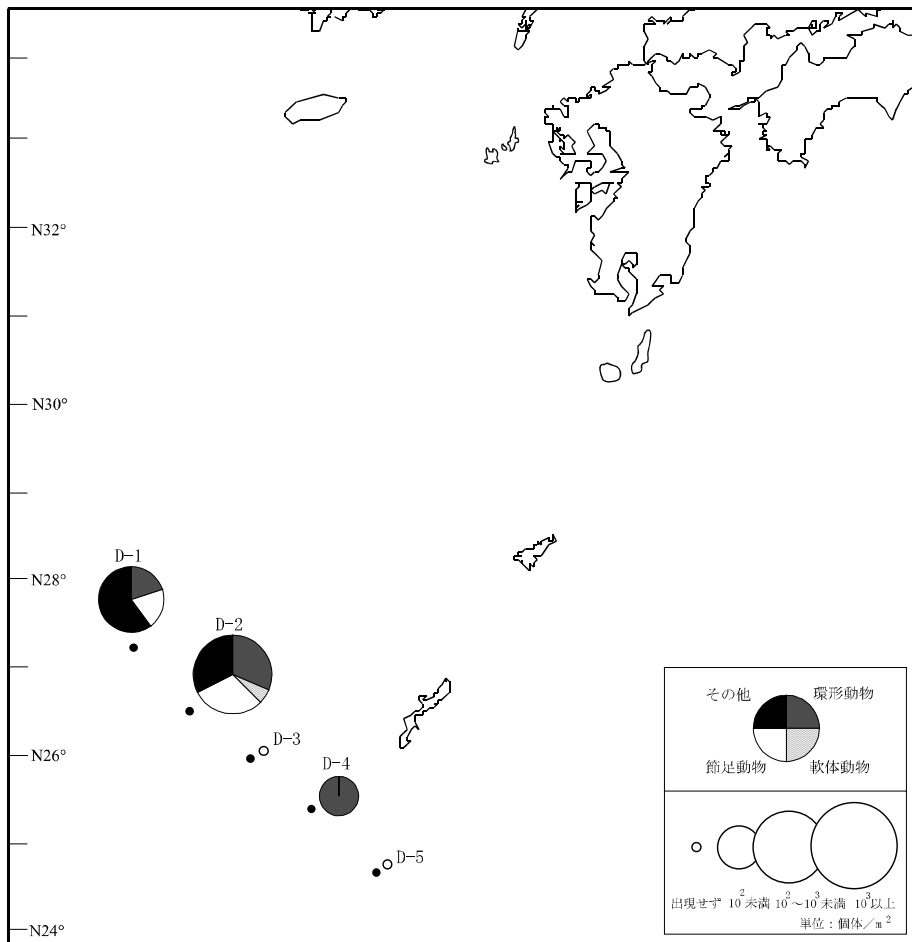 N32°
N30°
D-1
N28°
D-2
D-3
N26°
D-4
D-5
N24°
その他 環形動物
節足動物 軟体動物
出現せず 10²未満 10²～10³未満 10³以上
単位：個体／m²